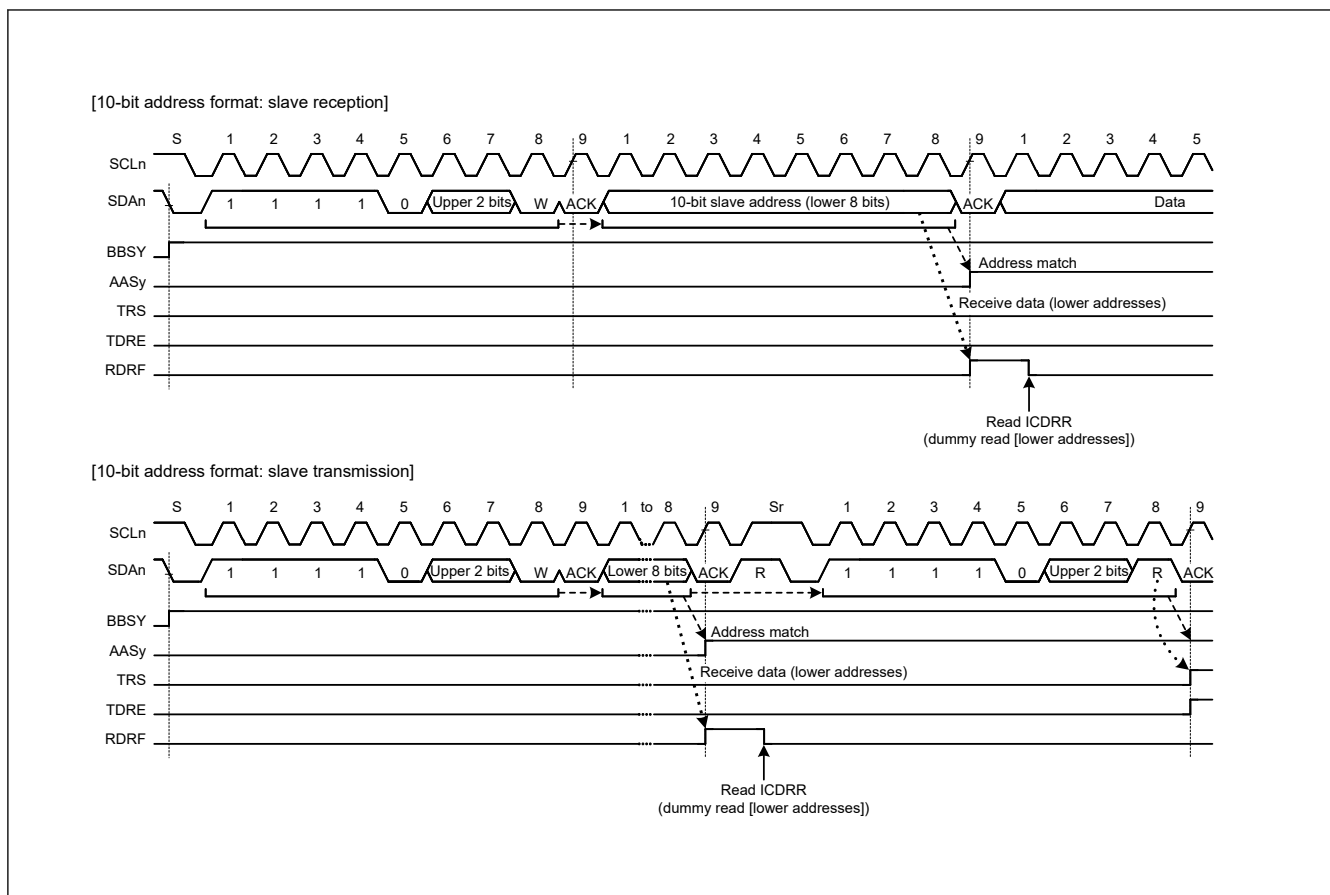 [10-bit address format: slave reception]
S 1 2 3 4 5 6 7 8 9 1 2 3 4 5 6 7 8 9 1 2 3 4 5
SCLn
SDAn 1 1 1 1 0 Upper 2 bits W ACK 10-bit slave address (lower 8 bits) ACK Data
BBSY
Address match
AASy
Receive data (lower addresses)
TRS
TDRE
RDRF
Read ICDRR
(dummy read [lower addresses])
[10-bit address format: slave transmission]
S 1 2 3 4 5 6 7 8 9 1 to 8 9 Sr 1 2 3 4 5 6 7 8 9
SCLn
SDAn 1 1 1 1 0 Upper 2 bits W ACK Lower 8 bits ACK R 1 1 1 1 0 Upper 2 bits R ACK
BBSY
Address match
AASy
Receive data (lower addresses)
TRS
TDRE
RDRF
Read ICDRR
(dummy read [lower addresses])